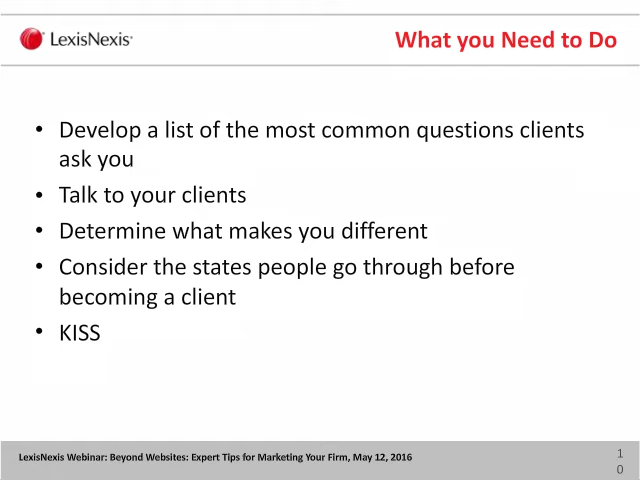 LexisNexis®
What you Need to Do
• Develop a list of the most common questions clients
ask you
• Talk to your clients
• Determine what makes you different
• Consider the states people go through before
becoming a client
• KISS
LexisNexis Webinar: Beyond Websites: Expert Tips for Marketing Your Firm, May 12, 2016
1
0